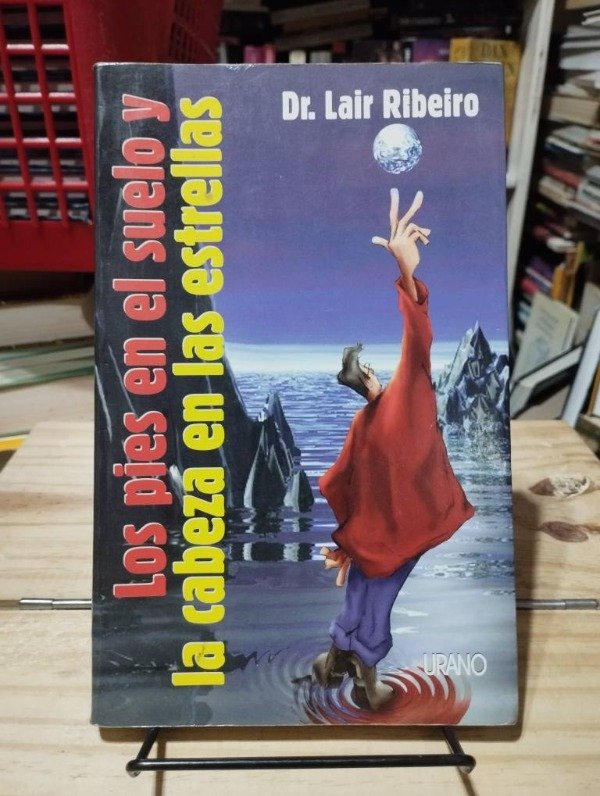 Dr. Lair Ribeiro
Los pies en el suelo y
la cabeza en las estrellas
URANO